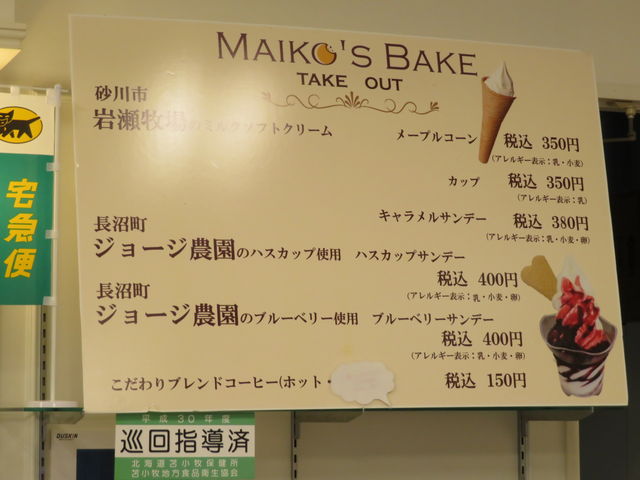 MAIKO'S BAKE
TAKE OUT
砂川市
岩瀬牧場のミルクソフトクリーム
メープルコーン 税込 350円
(アレルギー表示:乳・小麦)
カップ 税込 350円
(アレルギー表示:乳)
キャラメルサンデー 税込 380円
(アレルギー表示:乳・小麦・卵)
長沼町
ジョージ農園のハスカップ使用 ハスカップサンデー
税込 400円
(アレルギー表示:乳・小麦・卵)
長沼町
ジョージ農園のブルーベリー使用 ブルーベリーサンデー
税込 400円
(アレルギー表示:乳・小麦・卵)
こだわりブレンドコーヒー(ホット・ 税込 150円
宅急便
DUSKIN
平成30年度
巡回指導済
北海道苫小牧保健所
苫小牧地方食品衛生協会